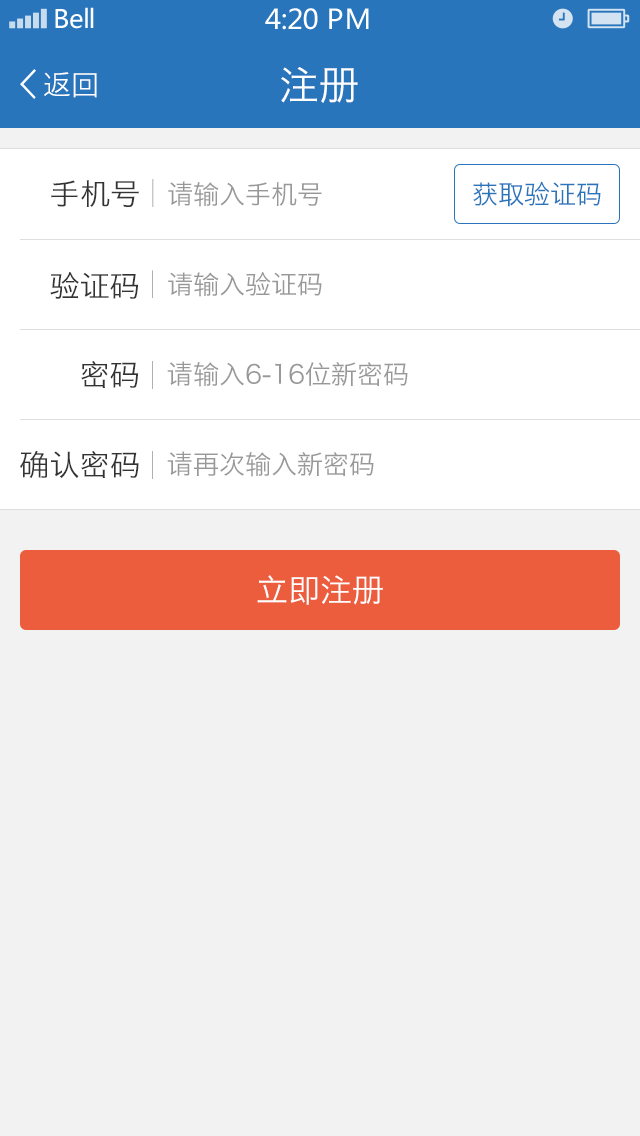 Bell 4:20 PM
返回 注册
手机号 请输入手机号 获取验证码
验证码 请输入验证码
密码 请输入6-16位新密码
确认密码 请再次输入新密码
立即注册